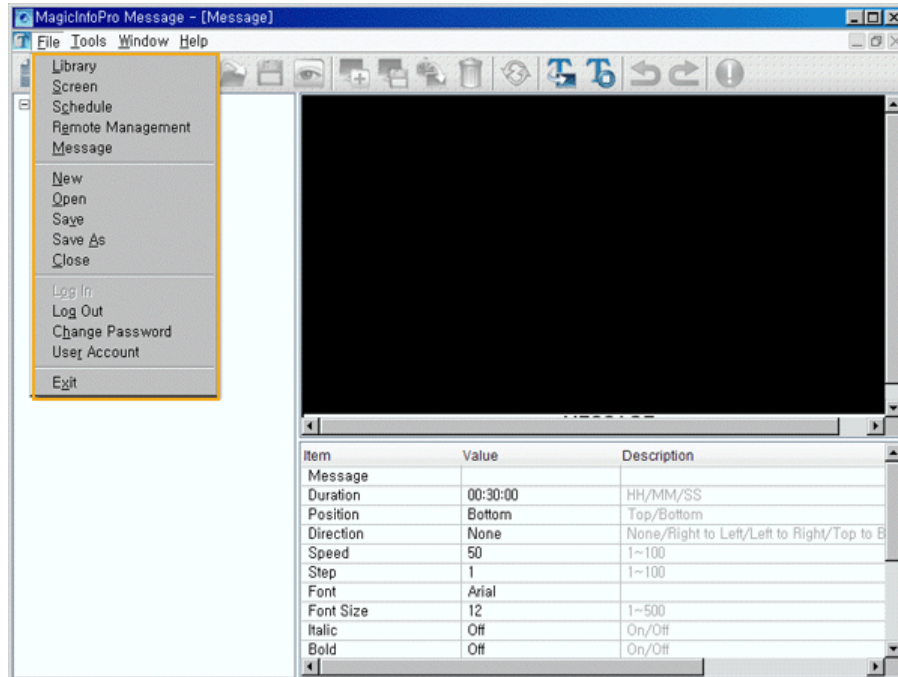 MagicInfoPro Message - [Message]
File Tools Window Help
Library
Screen
Schedule
Remote Management
Message
New
Open
Save
Save As
Close
Log In
Log Out
Change Password
User Account
Exit
Item Value Description
Message
Duration 00:30:00 HH/MM/SS
Position Bottom Top/Bottom
Direction None None/Right to Left/Left to Right/Top to B
Speed 50 1~100
Step 1 1~100
Font Arial
Font Size 12 1~500
Italic Off On/Off
Bold Off On/Off